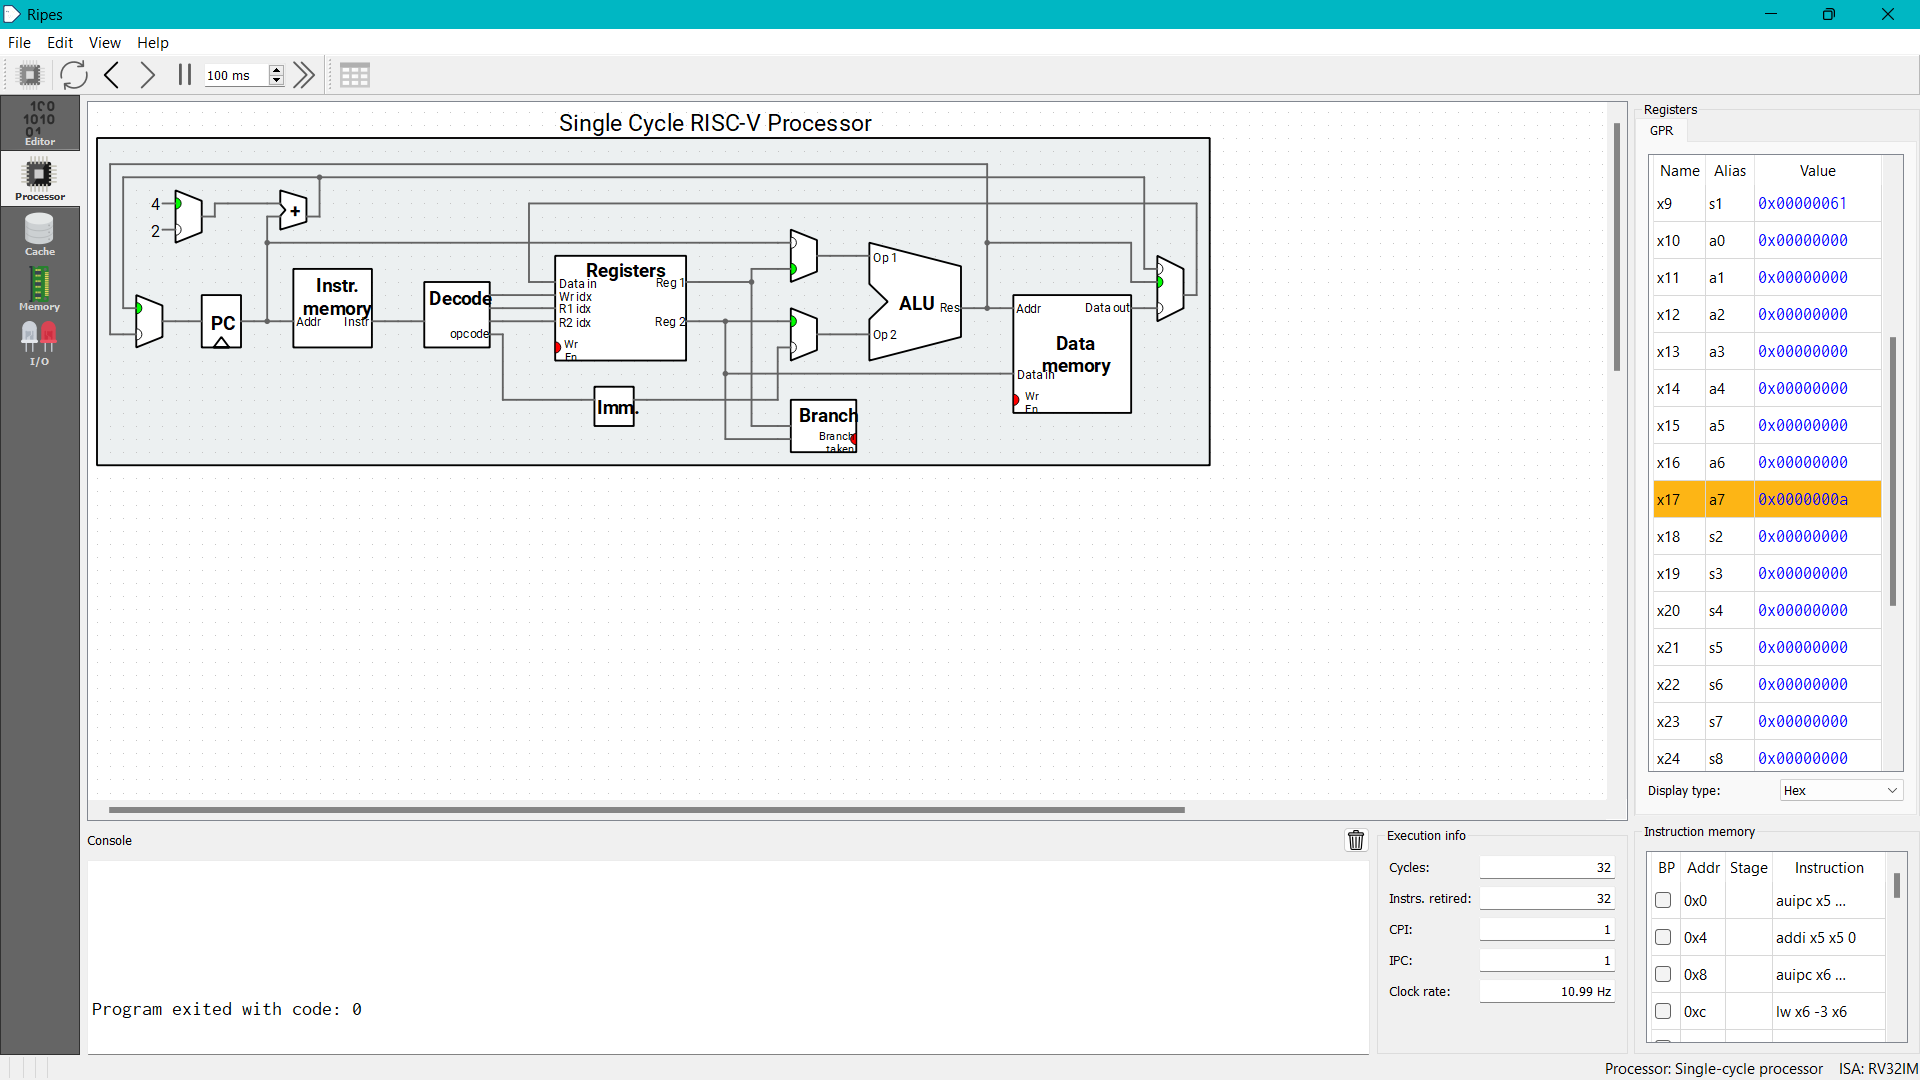 Ripes
File Edit View Help
100 ms
Editor
Processor
Cache
Memory
I/O
Single Cycle RISC-V Processor
4
2
+
PC
Instr.
memory
Addr Instr
Decode
opcode
Registers
Data in Reg 1
Wr idx
R1 idx
R2 idx Reg 2
Wr
En
Imm.
Branch
Branch
taken
Op 1
ALU Res
Op 2
Addr Data out
Data
memory
Data in
Wr
En
Registers
GPR
Name Alias Value
x9 s1 0x00000061
x10 a0 0x00000000
x11 a1 0x00000000
x12 a2 0x00000000
x13 a3 0x00000000
x14 a4 0x00000000
x15 a5 0x00000000
x16 a6 0x00000000
x17 a7 0x0000000a
x18 s2 0x00000000
x19 s3 0x00000000
x20 s4 0x00000000
x21 s5 0x00000000
x22 s6 0x00000000
x23 s7 0x00000000
x24 s8 0x00000000
Display type: Hex
Console
Program exited with code: 0
Execution info
Cycles: 32
Instrs. retired: 32
CPI: 1
IPC: 1
Clock rate: 10.99 Hz
Instruction memory
BP Addr Stage Instruction
0x0 auipc x5 ...
0x4 addi x5 x5 0
0x8 auipc x6 ...
0xc lw x6 -3 x6
Processor: Single-cycle processor ISA: RV32IM